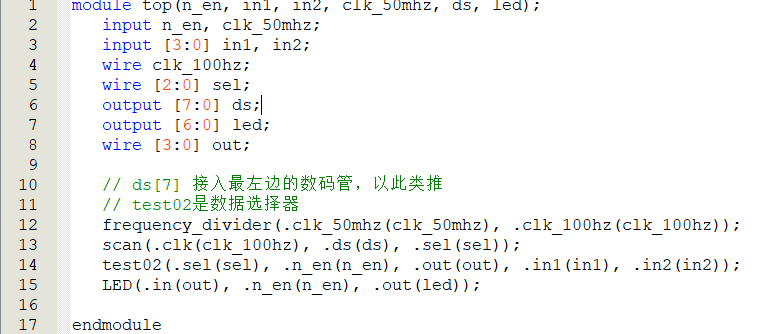 1 module top(n_en, in1, in2, clk_50mhz, ds, led);
2 input n_en, clk_50mhz;
3 input [3:0] in1, in2;
4 wire clk_100hz;
5 wire [2:0] sel;
6 output [7:0] ds;
7 output [6:0] led;
8 wire [3:0] out;
9
10 // ds[7] 接入最左边的数码管，以此类推
11 // test02是数据选择器
12 frequency_divider(.clk_50mhz(clk_50mhz), .clk_100hz(clk_100hz));
13 scan(.clk(clk_100hz), .ds(ds), .sel(sel));
14 test02(.sel(sel), .n_en(n_en), .out(out), .in1(in1), .in2(in2));
15 LED(.in(out), .n_en(n_en), .out(led));
16
17 endmodule